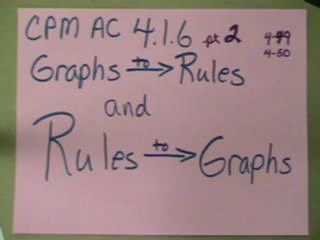 CPM AC 4.1.6 pt 2
4-49
4-50
Graphs to→ Rules
and
Rules to→ Graphs